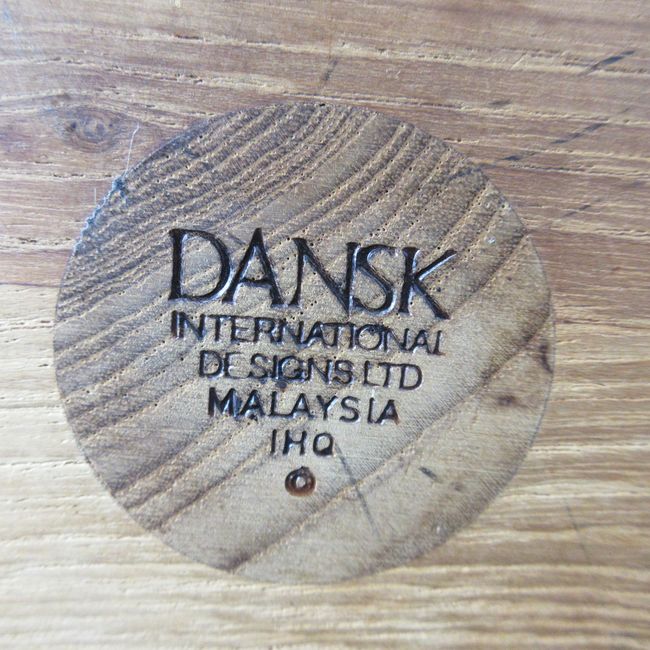 DANSK
INTERNATIONAL
DESIGNS LTD
MALAYSIA
IHQ